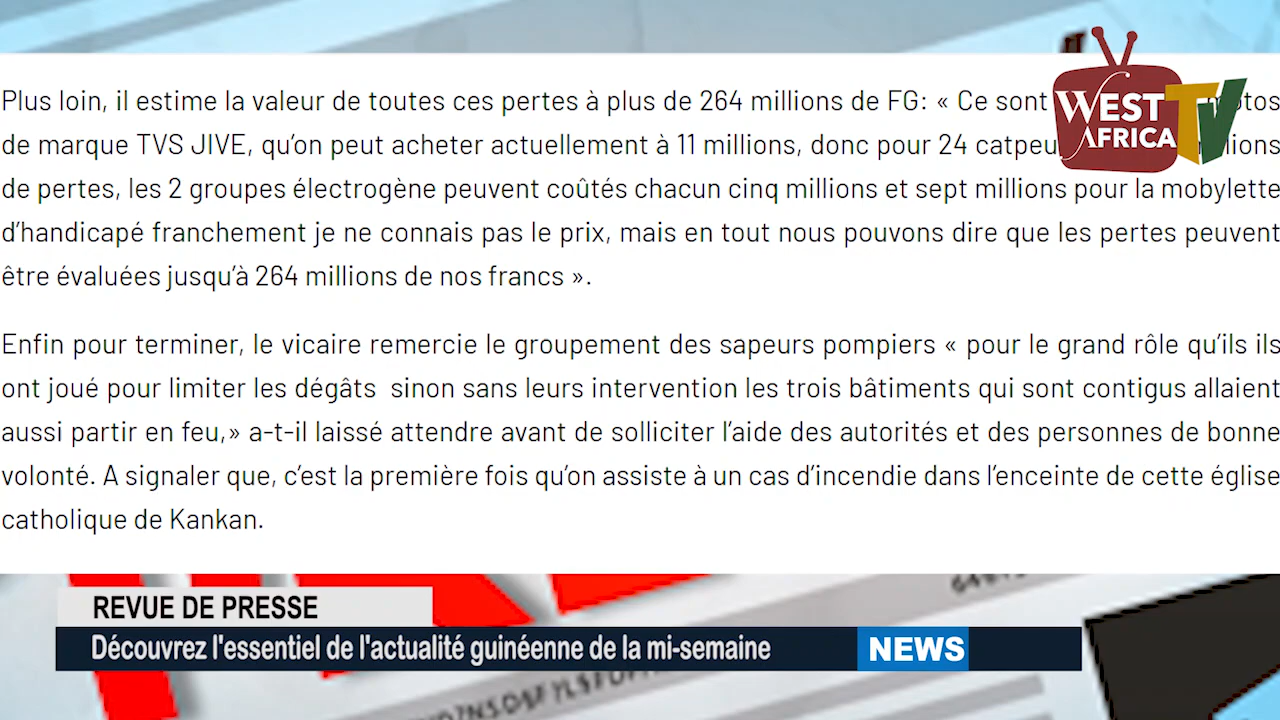 Plus loin, il estime la valeur de toutes ces pertes à plus de 264 millions de FG: « Ce sont
de marque TVS JIVE, qu’on peut acheter actuellement à 11 millions, donc pour 24 catpeu
de pertes, les 2 groupes électrogène peuvent coûtés chacun cinq millions et sept millions pour la mobylette
d’handicapé franchement je ne connais pas le prix, mais en tout nous pouvons dire que les pertes peuvent
être évaluées jusqu’à 264 millions de nos francs ».
Enfin pour terminer, le vicaire remercie le groupement des sapeurs pompiers « pour le grand rôle qu’ils ils
ont joué pour limiter les dégâts sinon sans leurs intervention les trois bâtiments qui sont contigus allaient
aussi partir en feu,» a-t-il laissé attendre avant de solliciter l’aide des autorités et des personnes de bonne
volonté. A signaler que, c’est la première fois qu’on assiste à un cas d’incendie dans l’enceinte de cette église
catholique de Kankan.
WEST
AFRICA
TV
REVUE DE PRESSE
Découvrez l'essentiel de l'actualité guinéenne de la mi-semaine
NEWS